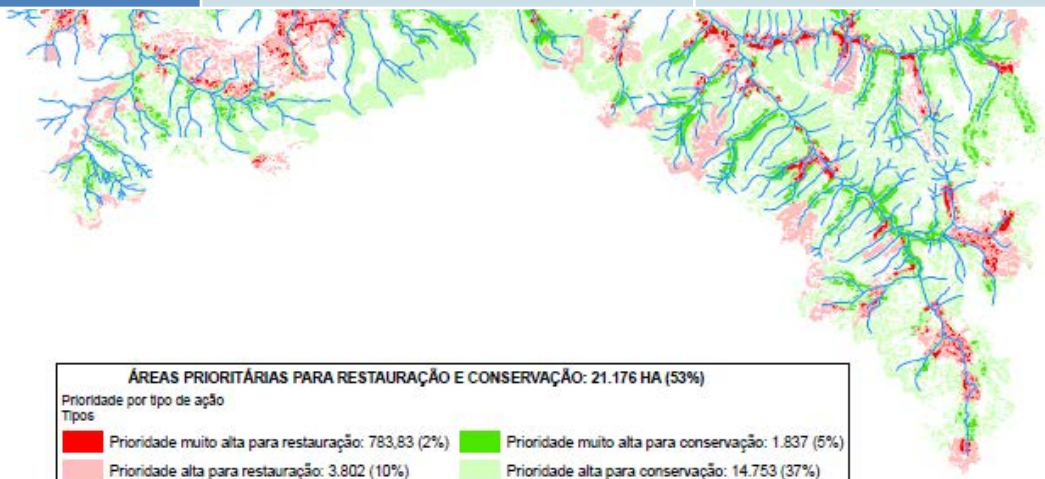 ÁREAS PRIORITÁRIAS PARA RESTAURAÇÃO E CONSERVAÇÃO: 21.176 HA (53%)
Prioridade por tipo de ação
Tipos
Prioridade muito alta para restauração: 783,83 (2%) Prioridade muito alta para conservação: 1.837 (5%)
Prioridade alta para restauração: 3.802 (10%) Prioridade alta para conservação: 14.753 (37%)